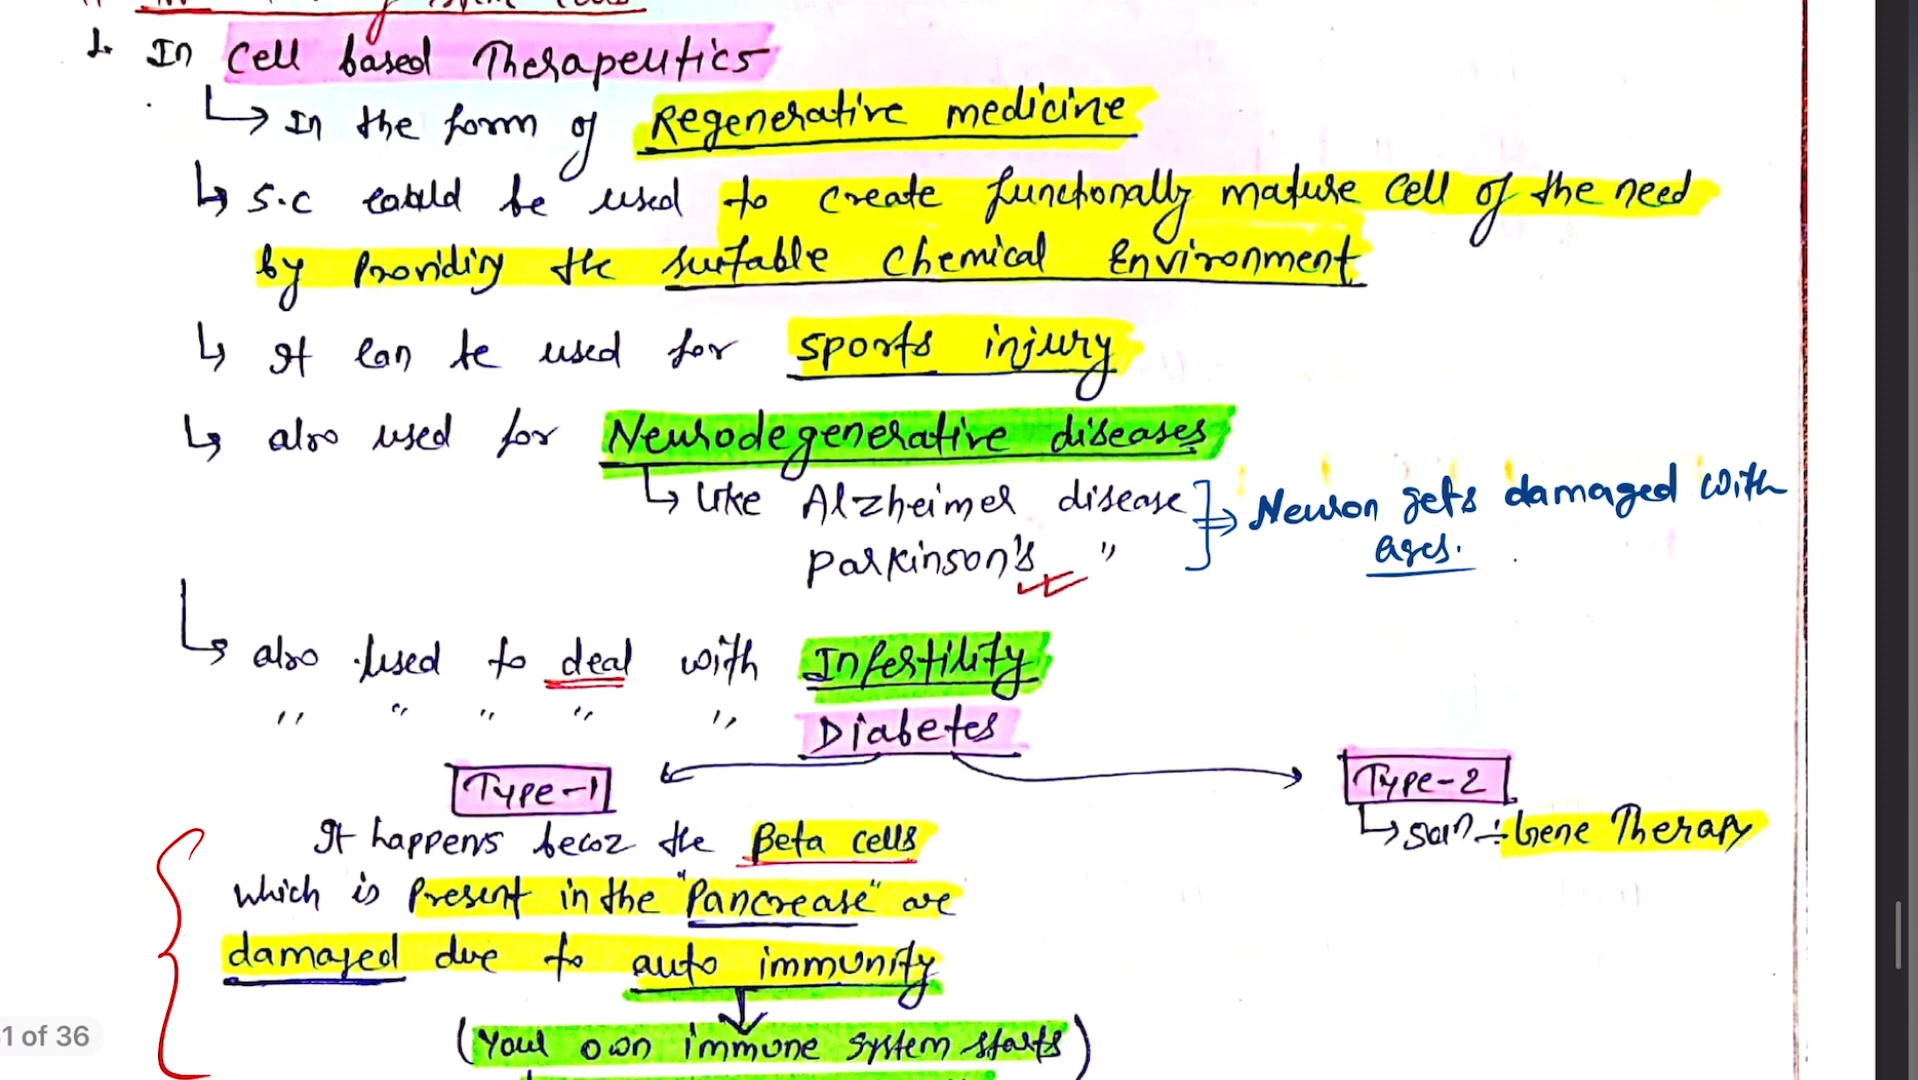 1. In Cell based Therapeutics
↳ In the form of Regenerative medicine
↳ S.C could be used to create functionally mature cell of the need
by Providing the suitable Chemical Environment
↳ It can be used for sports injury
↳ also used for Neurodegenerative diseases
↳ like Alzheimer disease ⇒ Neuron gets damaged with
Parkinson's " ages.
↳ also used to deal with Infertility
" " " " " Diabetes
Type-1 Type-2
It happens becoz the Beta cells ↳ Soln ÷ Gene Therapy
which is Present in the "Pancrease" are
damaged due to auto immunity
(Your own immune system starts)
1 of 36